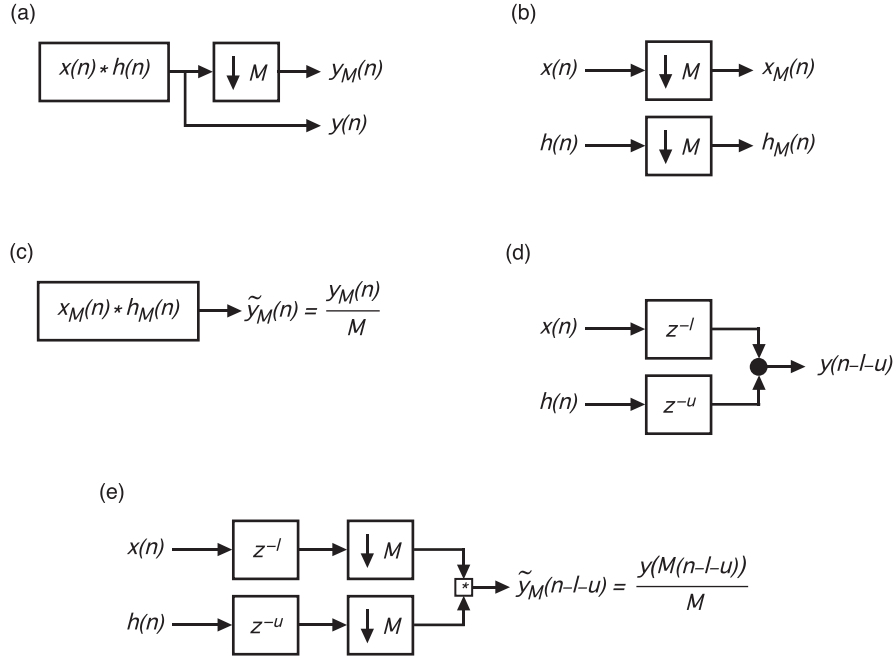 (a)
x(n) * h(n)
↓ M
y_M(n)
y(n)
(b)
x(n)
↓ M
x_M(n)
h(n)
↓ M
h_M(n)
(c)
x_M(n) * h_M(n)
ỹ_M(n) = y_M(n) / M
(d)
x(n)
z^{–l}
h(n)
z^{–u}
y(n–l–u)
(e)
x(n)
z^{–l}
↓ M
h(n)
z^{–u}
↓ M
*
ỹ_M(n–l–u) = y(M(n–l–u)) / M